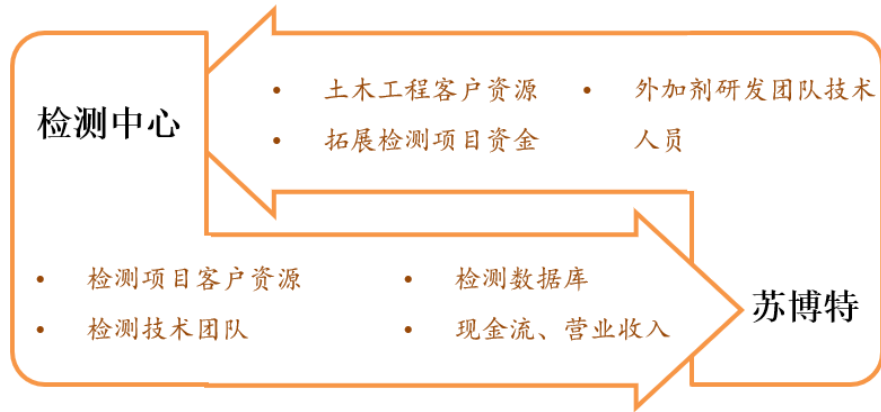 检测中心
• 土木工程客户资源
• 拓展检测项目资金
• 外加剂研发团队技术
人员
• 检测项目客户资源
• 检测技术团队
• 检测数据库
• 现金流、营业收入
苏博特